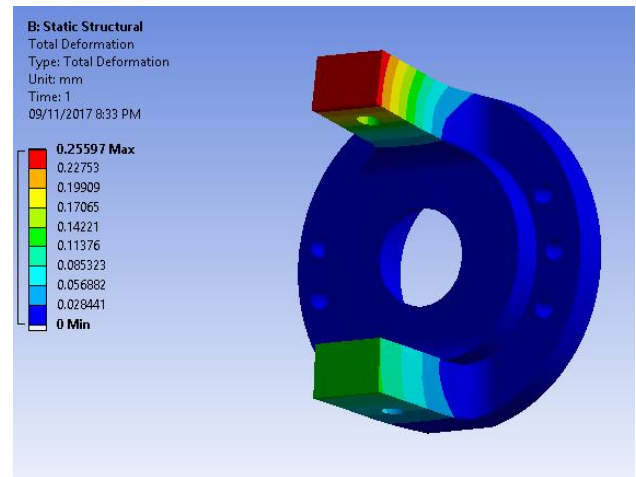 B: Static Structural
Total Deformation
Type: Total Deformation
Unit: mm
Time: 1
09/11/2017 8:33 PM
0.25597 Max
0.22753
0.19909
0.17065
0.14221
0.11376
0.085323
0.056882
0.028441
0 Min